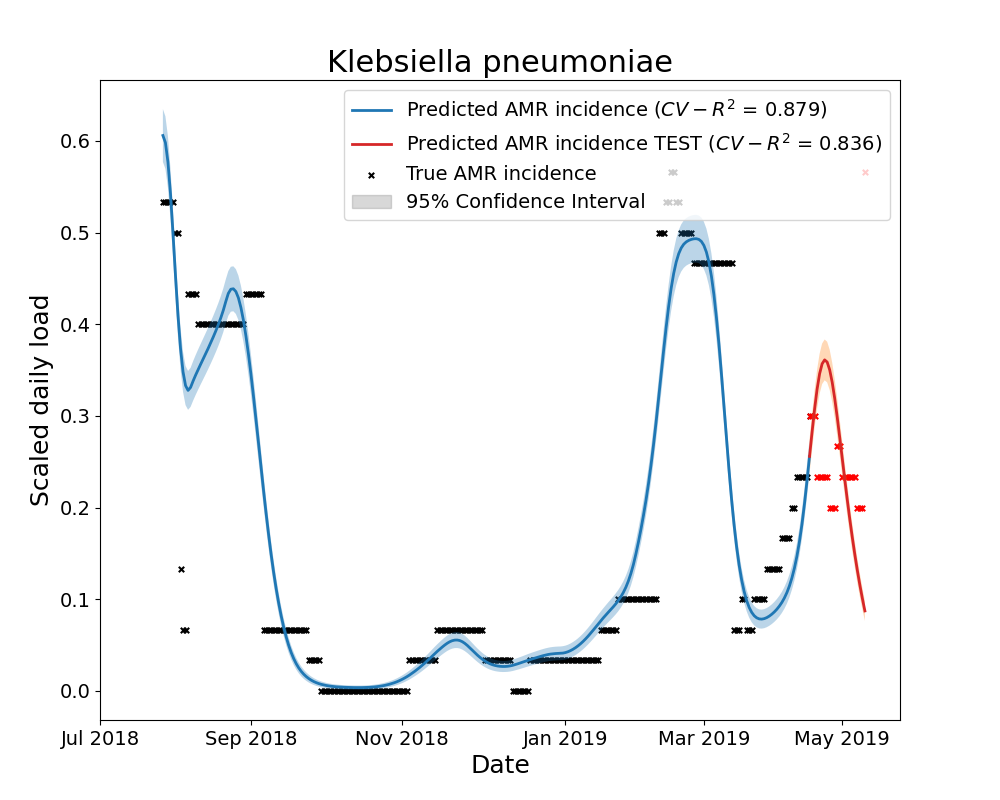 Klebsiella pneumoniae
Predicted AMR incidence (CV − R² = 0.879)
Predicted AMR incidence TEST (CV − R² = 0.836)
True AMR incidence
95% Confidence Interval
Scaled daily load
0.6
0.5
0.4
0.3
0.2
0.1
0.0
Jul 2018 Sep 2018 Nov 2018 Jan 2019 Mar 2019 May 2019
Date